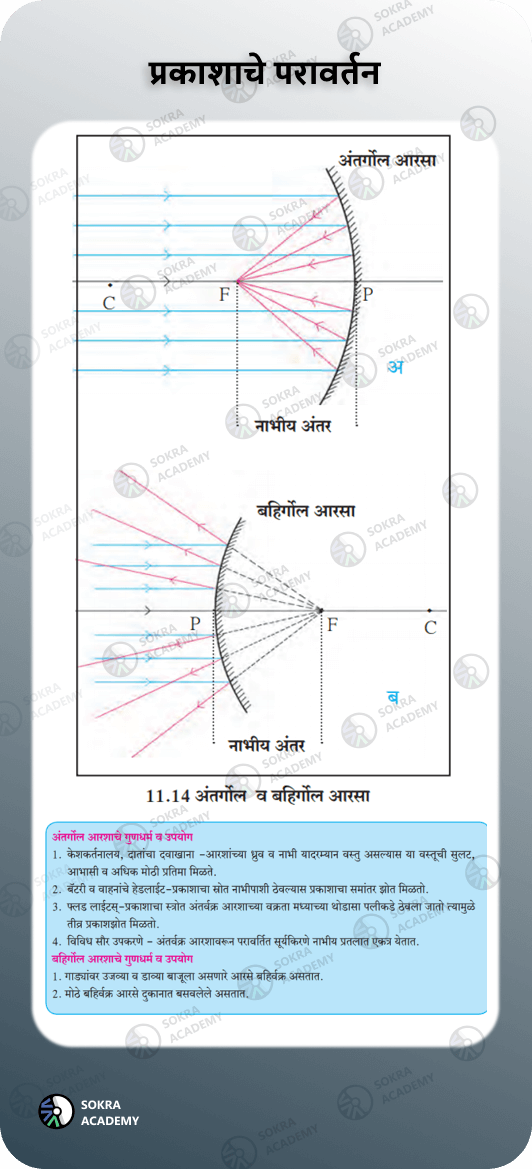 प्रकाशाचे परावर्तन
अंतर्गोल आरसा
C
F
P
अ
नाभीय अंतर
बहिर्गोल आरसा
P
F
C
ब
नाभीय अंतर
11.14 अंतर्गोल व बहिर्गोल आरसा
अंतर्गोल आरशाचे गुणधर्म व उपयोग
1. केशकर्तनालय, दातांचा दवाखाना -आरशांच्या ध्रुव व नाभी यादरम्यान वस्तु असल्यास या वस्तूची सुलट,
आभासी व अधिक मोठी प्रतिमा मिळते.
2. बॅटरी व वाहनांचे हेडलाईट-प्रकाशाचा स्रोत नाभीपाशी ठेवल्यास प्रकाशाचा समांतर झोत मिळतो.
3. फ्लड लाईटस्-प्रकाशाचा स्त्रोत अंतर्वक्र आरशाच्या वक्रता मध्याच्या थोडासा पलीकडे ठेवला जातो त्यामुळे
तीव्र प्रकाशझोत मिळतो.
4. विविध सौर उपकरणे - अंतर्वक्र आरशावरून परावर्तित सूर्यकिरणे नाभीय प्रतलात एकत्र येतात.
बहिर्गोल आरशाचे गुणधर्म व उपयोग
1. गाड्यांवर उजव्या व डाव्या बाजूला असणारे आरसे बहिर्वक्र असतात.
2. मोठे बहिर्वक्र आरसे दुकानात बसवलेले असतात.
SOKRA
ACADEMY